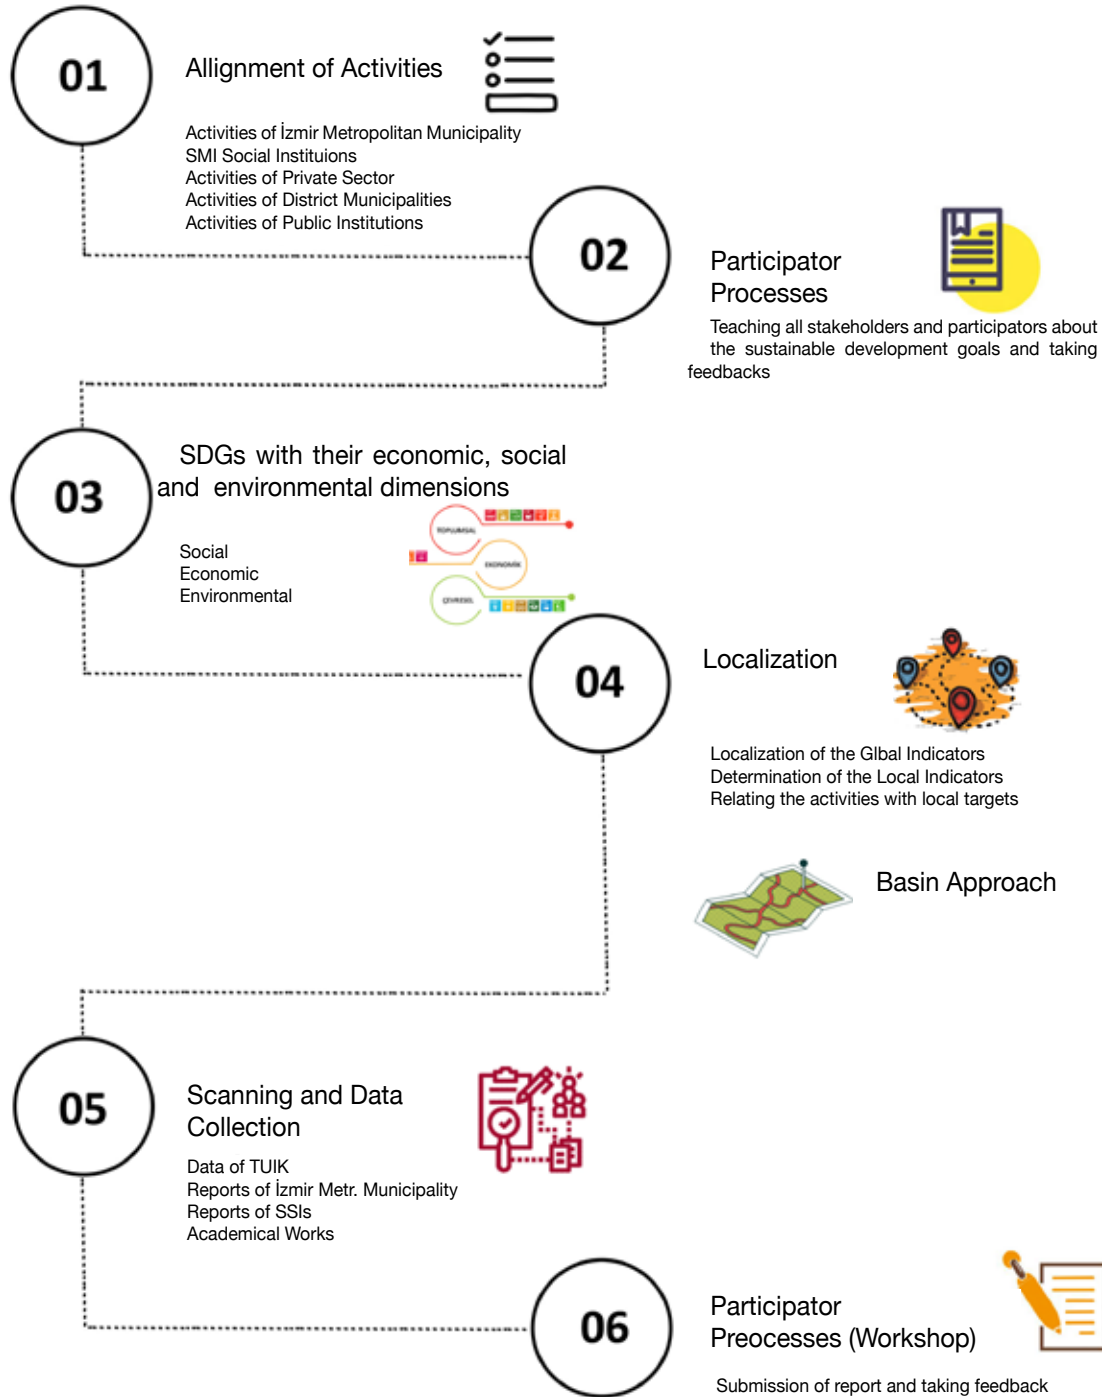 01
Allignment of Activities
Activities of İzmir Metropolitan Municipality
SMI Social Instituions
Activities of Private Sector
Activities of District Municipalities
Activities of Public Institutions
02
Participator
Processes
Teaching all stakeholders and participators about
the sustainable development goals and taking
feedbacks
03
SDGs with their economic, social
and environmental dimensions
Social
Economic
Environmental
TOPLUMSAL
EKONOMİK
ÇEVRESEL
04
Localization
Localization of the Glbal Indicators
Determination of the Local Indicators
Relating the activities with local targets
Basin Approach
05
Scanning and Data
Collection
Data of TUIK
Reports of İzmir Metr. Municipality
Reports of SSIs
Academical Works
06
Participator
Preocesses (Workshop)
Submission of report and taking feedback